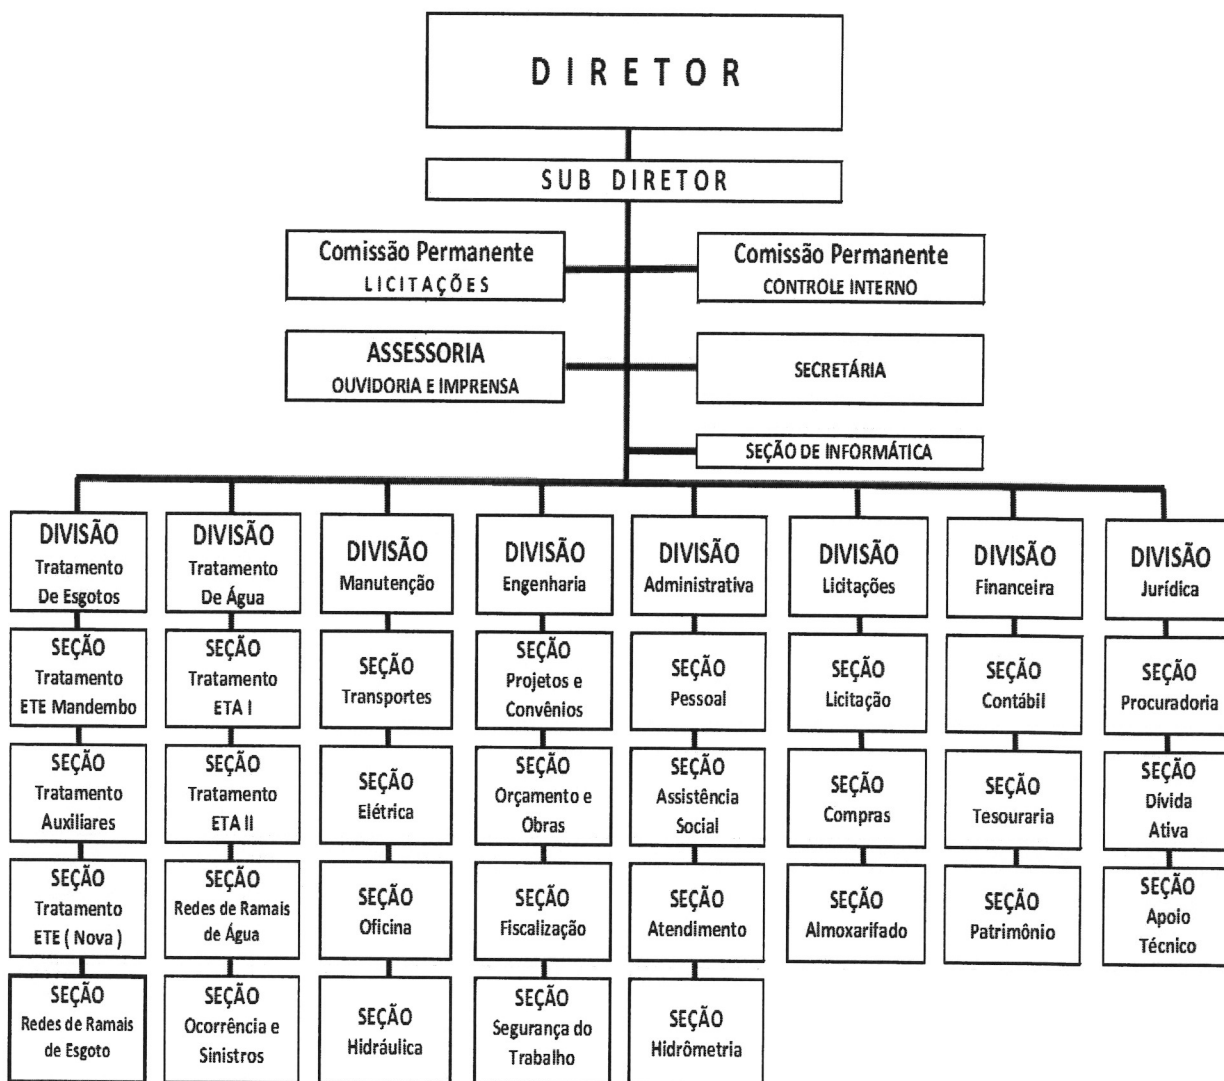 DIRETOR
SUB DIRETOR
Comissão Permanente
LICITAÇÕES
Comissão Permanente
CONTROLE INTERNO
ASSESSORIA
OUVIDORIA E IMPRENSA
SECRETÁRIA
SEÇÃO DE INFORMÁTICA
DIVISÃO
Tratamento
De Esgotos
DIVISÃO
Tratamento
De Água
DIVISÃO
Manutenção
DIVISÃO
Engenharia
DIVISÃO
Administrativa
DIVISÃO
Licitações
DIVISÃO
Financeira
DIVISÃO
Jurídica
SEÇÃO
Tratamento
ETE Mandembo
SEÇÃO
Tratamento
ETA I
SEÇÃO
Transportes
SEÇÃO
Projetos e
Convênios
SEÇÃO
Pessoal
SEÇÃO
Licitação
SEÇÃO
Contábil
SEÇÃO
Procuradoria
SEÇÃO
Tratamento
Auxiliares
SEÇÃO
Tratamento
ETA II
SEÇÃO
Elétrica
SEÇÃO
Orçamento e
Obras
SEÇÃO
Assistência
Social
SEÇÃO
Compras
SEÇÃO
Tesouraria
SEÇÃO
Dívida
Ativa
SEÇÃO
Tratamento
ETE ( Nova )
SEÇÃO
Redes de Ramais
de Água
SEÇÃO
Oficina
SEÇÃO
Fiscalização
SEÇÃO
Atendimento
SEÇÃO
Almoxarifado
SEÇÃO
Patrimônio
SEÇÃO
Apoio
Técnico
SEÇÃO
Redes de Ramais
de Esgoto
SEÇÃO
Ocorrência e
Sinistros
SEÇÃO
Hidráulica
SEÇÃO
Segurança do
Trabalho
SEÇÃO
Hidrômetria